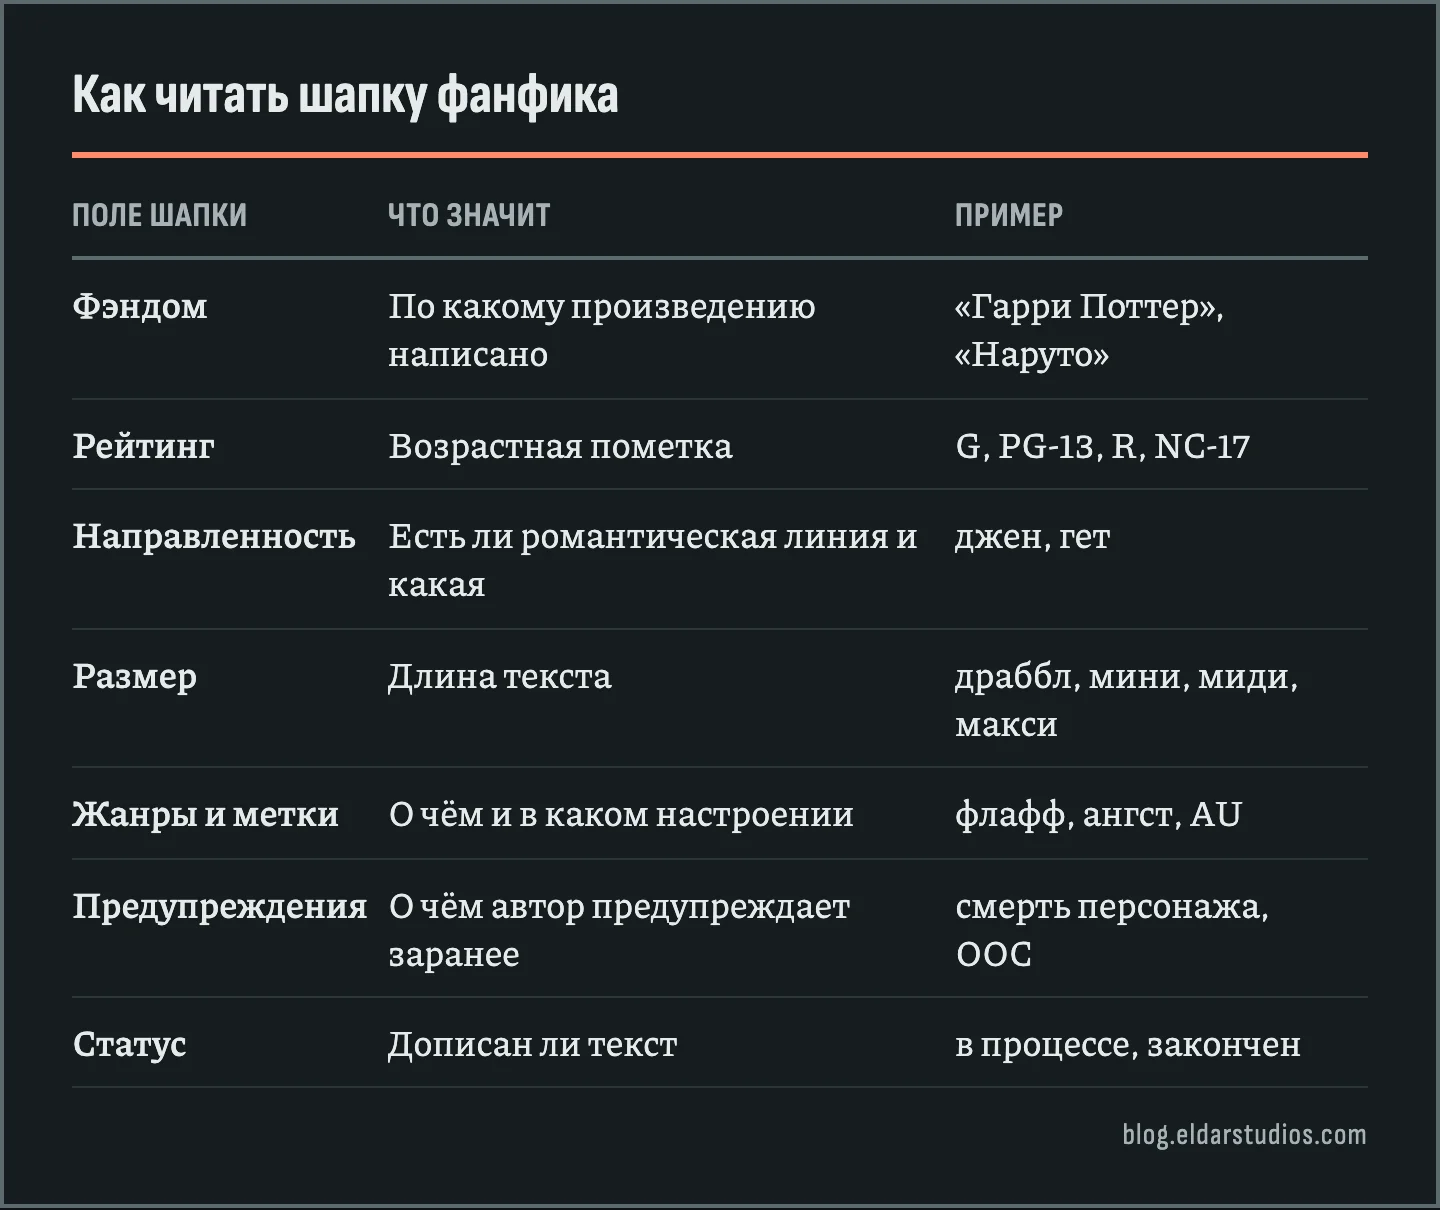 Как читать шапку фанфика
ПОЛЕ ШАПКИ ЧТО ЗНАЧИТ ПРИМЕР
Фэндом По какому произведению «Гарри Поттер»,
написано «Наруто»
Рейтинг Возрастная пометка G, PG-13, R, NC-17
Направленность Есть ли романтическая линия и джен, гет
какая
Размер Длина текста драббл, мини, миди,
макси
Жанры и метки О чём и в каком настроении флафф, ангст, AU
Предупреждения О чём автор предупреждает смерть персонажа,
заранее ООС
Статус Дописан ли текст в процессе, закончен
blog.eldarstudios.com